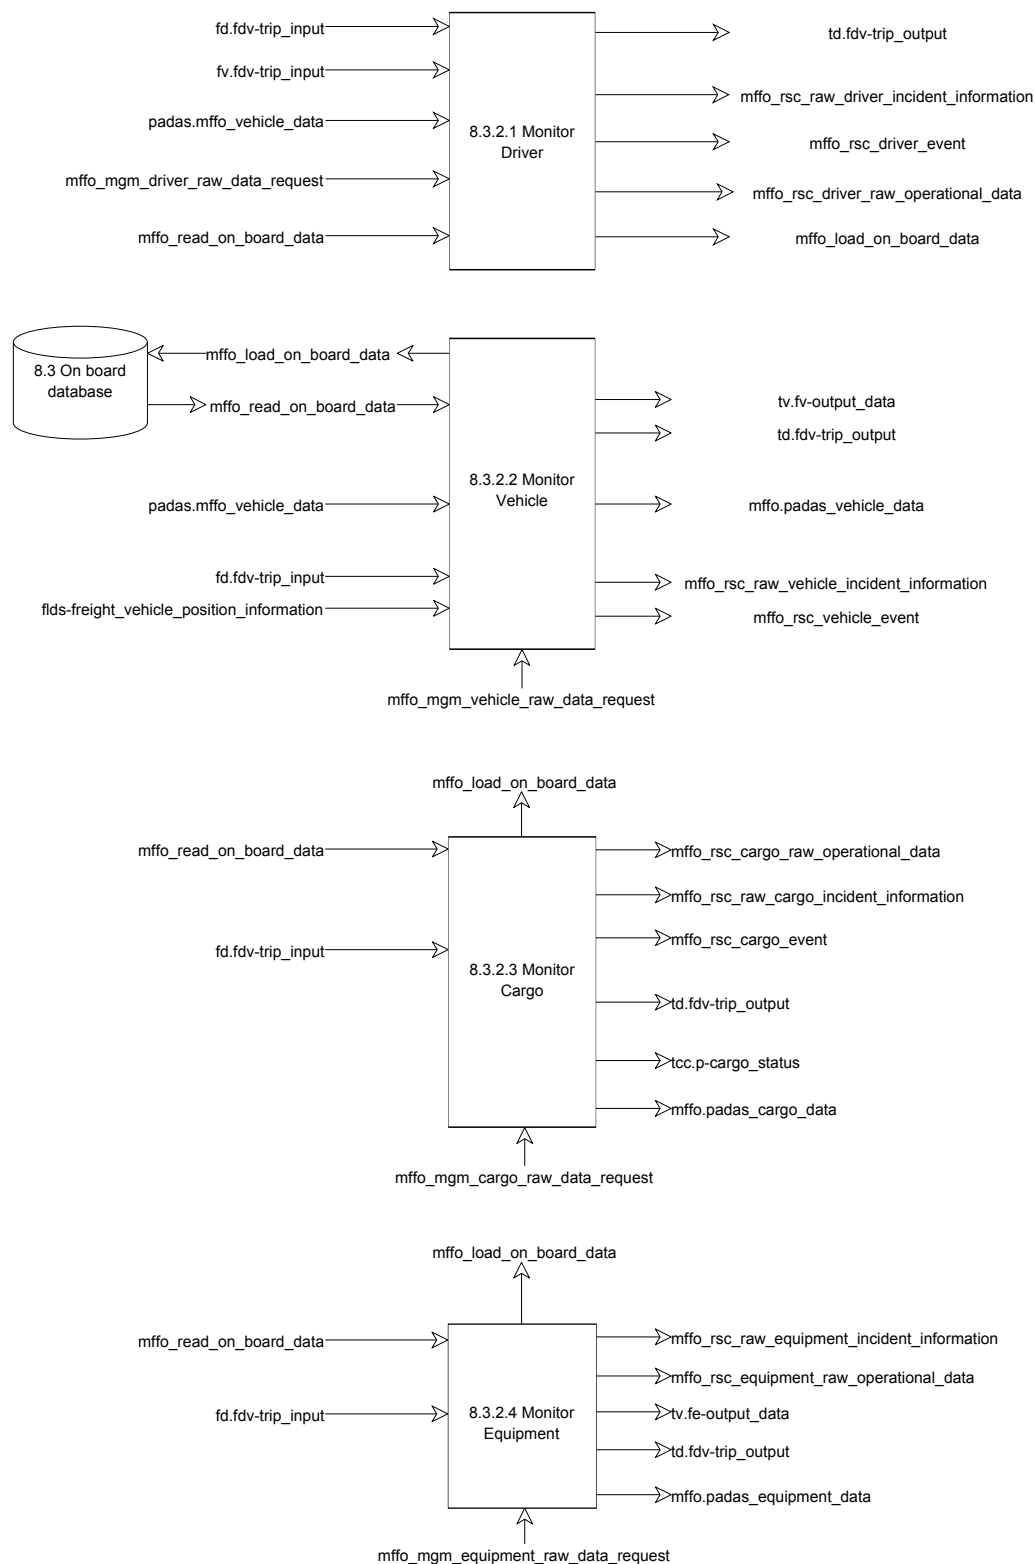 fd.fdv-trip_input
td.fdv-trip_output
fv.fdv-trip_input
mffo_rsc_raw_driver_incident_information
padas.mffo_vehicle_data
8.3.2.1 Monitor
Driver
mffo_rsc_driver_event
mffo_mgm_driver_raw_data_request
mffo_rsc_driver_raw_operational_data
mffo_read_on_board_data
mffo_load_on_board_data
8.3 On board
database
mffo_load_on_board_data
mffo_read_on_board_data
tv.fv-output_data
td.fdv-trip_output
8.3.2.2 Monitor
Vehicle
padas.mffo_vehicle_data
mffo.padas_vehicle_data
fd.fdv-trip_input
mffo_rsc_raw_vehicle_incident_information
flds-freight_vehicle_position_information
mffo_rsc_vehicle_event
mffo_mgm_vehicle_raw_data_request
mffo_load_on_board_data
mffo_read_on_board_data
mffo_rsc_cargo_raw_operational_data
mffo_rsc_raw_cargo_incident_information
mffo_rsc_cargo_event
fd.fdv-trip_input
8.3.2.3 Monitor
Cargo
td.fdv-trip_output
tcc.p-cargo_status
mffo.padas_cargo_data
mffo_mgm_cargo_raw_data_request
mffo_load_on_board_data
mffo_read_on_board_data
mffo_rsc_raw_equipment_incident_information
mffo_rsc_equipment_raw_operational_data
fd.fdv-trip_input
8.3.2.4 Monitor
Equipment
tv.fe-output_data
td.fdv-trip_output
mffo.padas_equipment_data
mffo_mgm_equipment_raw_data_request